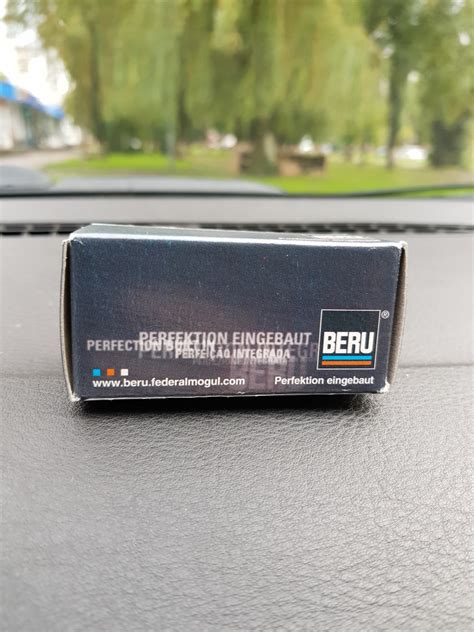 PERFEKTION EINGEBAUT
PERFECTION BUILT IN
PERFEIÇÃO INTEGRADA
BERU®
www.beru.federalmogul.com
Perfektion eingebaut